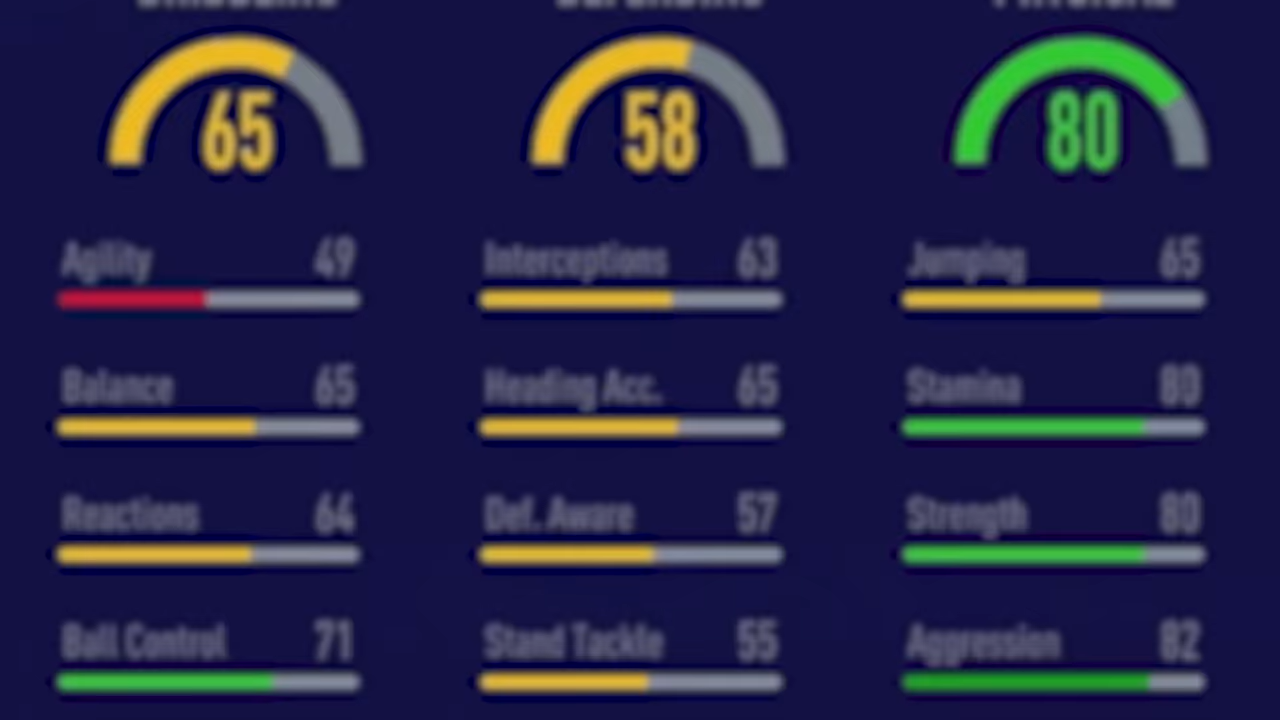 65 58 80
Agility 49 Interceptions 63 Jumping 65
Balance 65 Heading Acc. 65 Stamina 80
Reactions 64 Def. Aware 57 Strength 80
Ball Control 71 Stand Tackle 55 Aggression 82